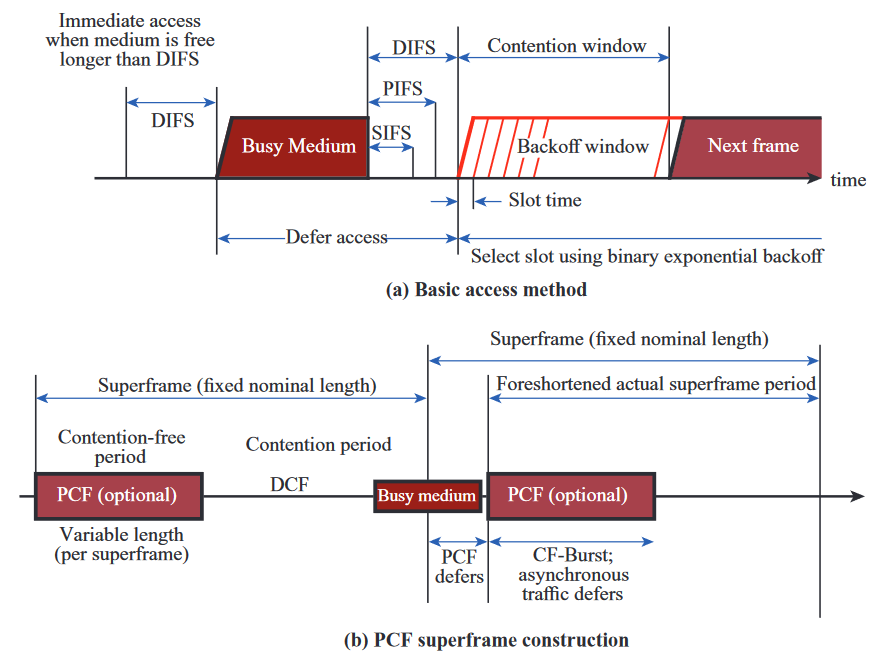 Immediate access
when medium is free
longer than DIFS
DIFS
Contention window
PIFS
DIFS
SIFS
Busy Medium
Backoff window
Next frame
time
Slot time
Defer access
Select slot using binary exponential backoff
(a) Basic access method
Superframe (fixed nominal length)
Superframe (fixed nominal length)
Foreshortened actual superframe period
Contention-free
period
Contention period
PCF (optional)
DCF
Busy medium
PCF (optional)
Variable length
(per superframe)
PCF
defers
CF-Burst;
asynchronous
traffic defers
(b) PCF superframe construction